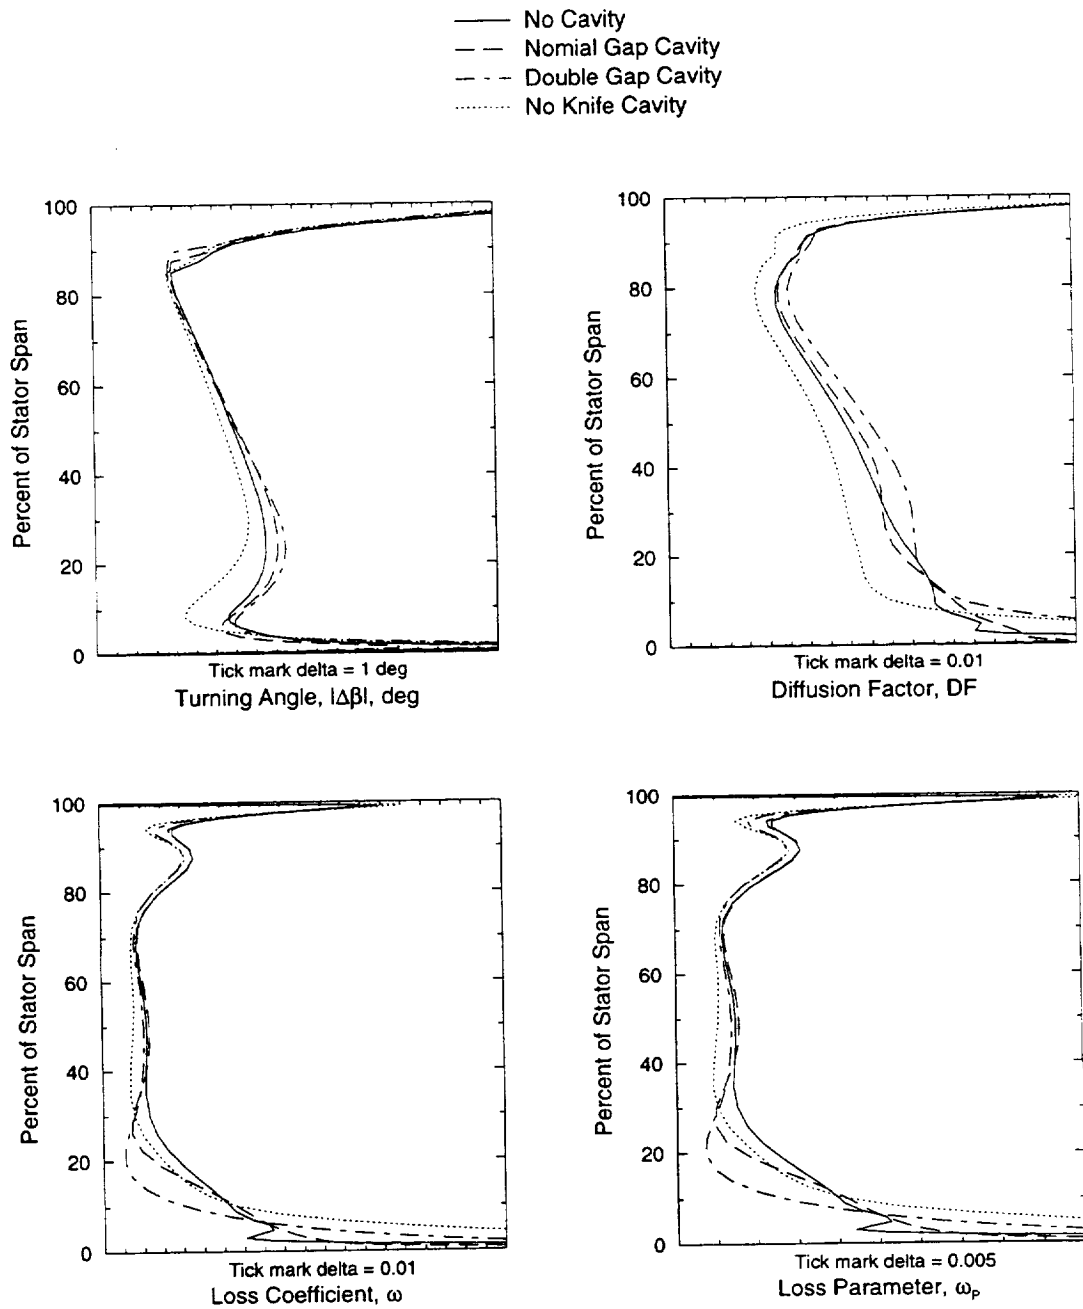 No Cavity
Nomial Gap Cavity
Double Gap Cavity
No Knife Cavity
100
80
60
40
20
0
Percent of Stator Span
Tick mark delta = 1 deg
Turning Angle, |Δβ|, deg
100
80
60
40
20
0
Percent of Stator Span
Tick mark delta = 0.01
Diffusion Factor, DF
100
80
60
40
20
0
Percent of Stator Span
Tick mark delta = 0.01
Loss Coefficient, ω
100
80
60
40
20
0
Percent of Stator Span
Tick mark delta = 0.005
Loss Parameter, ωP